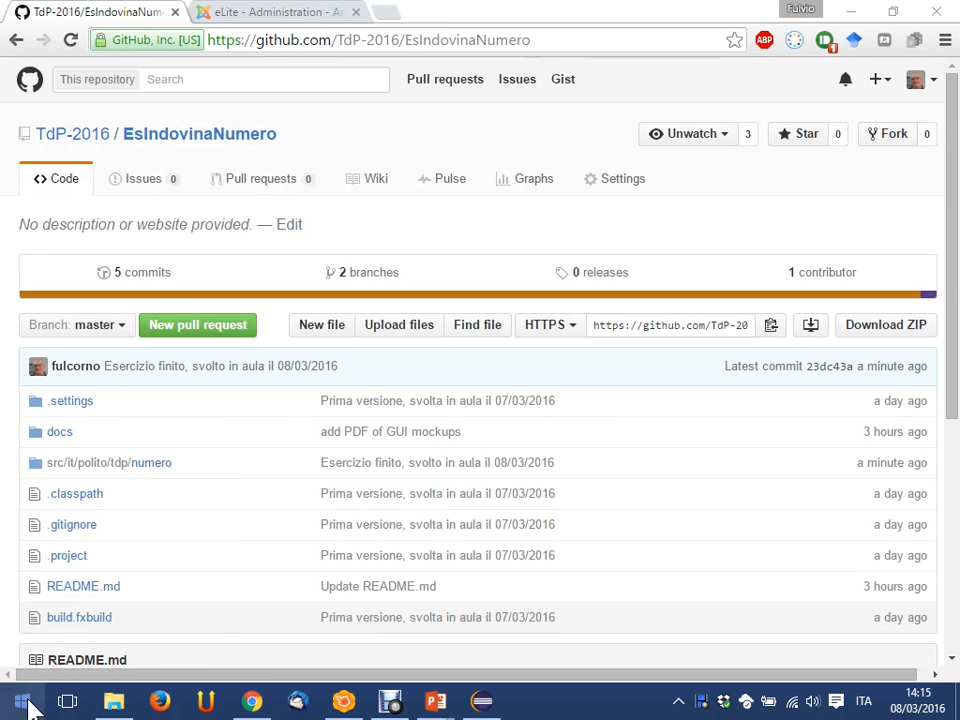 TdP-2016/EsIndovinaNum
eLite - Administration - Ar
Fulvio
GitHub, Inc. [US]
https://github.com/TdP-2016/EsIndovinaNumero
ABP
1
This repository
Search
Pull requests
Issues
Gist
TdP-2016 / EsIndovinaNumero
Unwatch
3
Star
0
Fork
0
Code
Issues 0
Pull requests 0
Wiki
Pulse
Graphs
Settings
No description or website provided. — Edit
5 commits
2 branches
0 releases
1 contributor
Branch: master
New pull request
New file
Upload files
Find file
HTTPS
https://github.com/TdP-20
Download ZIP
fulcorno Esercizio finito, svolto in aula il 08/03/2016
Latest commit 23dc43a a minute ago
.settings
Prima versione, svolta in aula il 07/03/2016
a day ago
docs
add PDF of GUI mockups
3 hours ago
src/it/polito/tdp/numero
Esercizio finito, svolto in aula il 08/03/2016
a minute ago
.classpath
Prima versione, svolta in aula il 07/03/2016
a day ago
.gitignore
Prima versione, svolta in aula il 07/03/2016
a day ago
.project
Prima versione, svolta in aula il 07/03/2016
a day ago
README.md
Update README.md
3 hours ago
build.fxbuild
Prima versione, svolta in aula il 07/03/2016
a day ago
README.md
ITA
14:15
08/03/2016